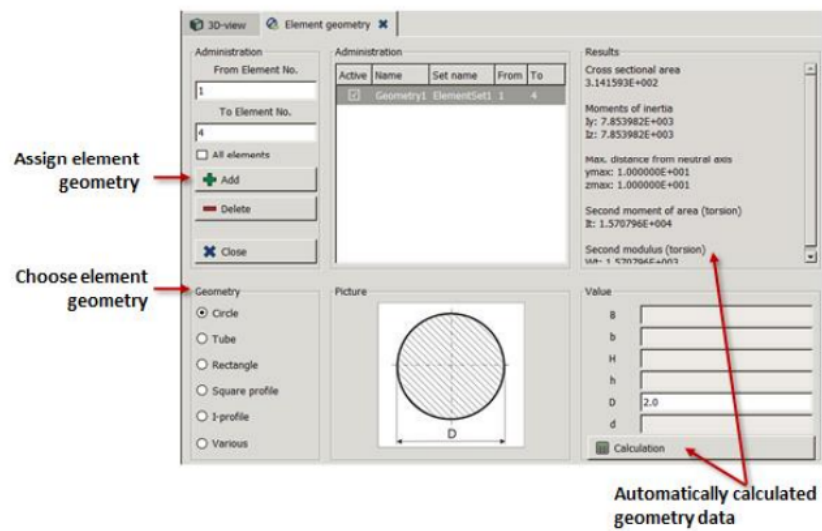 3D-view
Element geometry
Administration
From Element No.
1
To Element No.
4
All elements
Add
Delete
Close
Administration
Active Name Set name From To
Geometry1 ElementSet1 1 4
Results
Cross sectional area
3.141593E+002
Moments of inertia
Iy: 7.853982E+003
Iz: 7.853982E+003
Max. distance from neutral axis
ymax: 1.000000E+001
zmax: 1.000000E+001
Second moment of area (torsion)
It: 1.570796E+004
Second modulus (torsion)
Wt: 1.570796E+003
Assign element
geometry
Choose element
geometry
Geometry
Circle
Tube
Rectangle
Square profile
I-profile
Various
Picture
D
Value
B
b
H
h
D 2.0
d
Calculation
Automatically calculated
geometry data